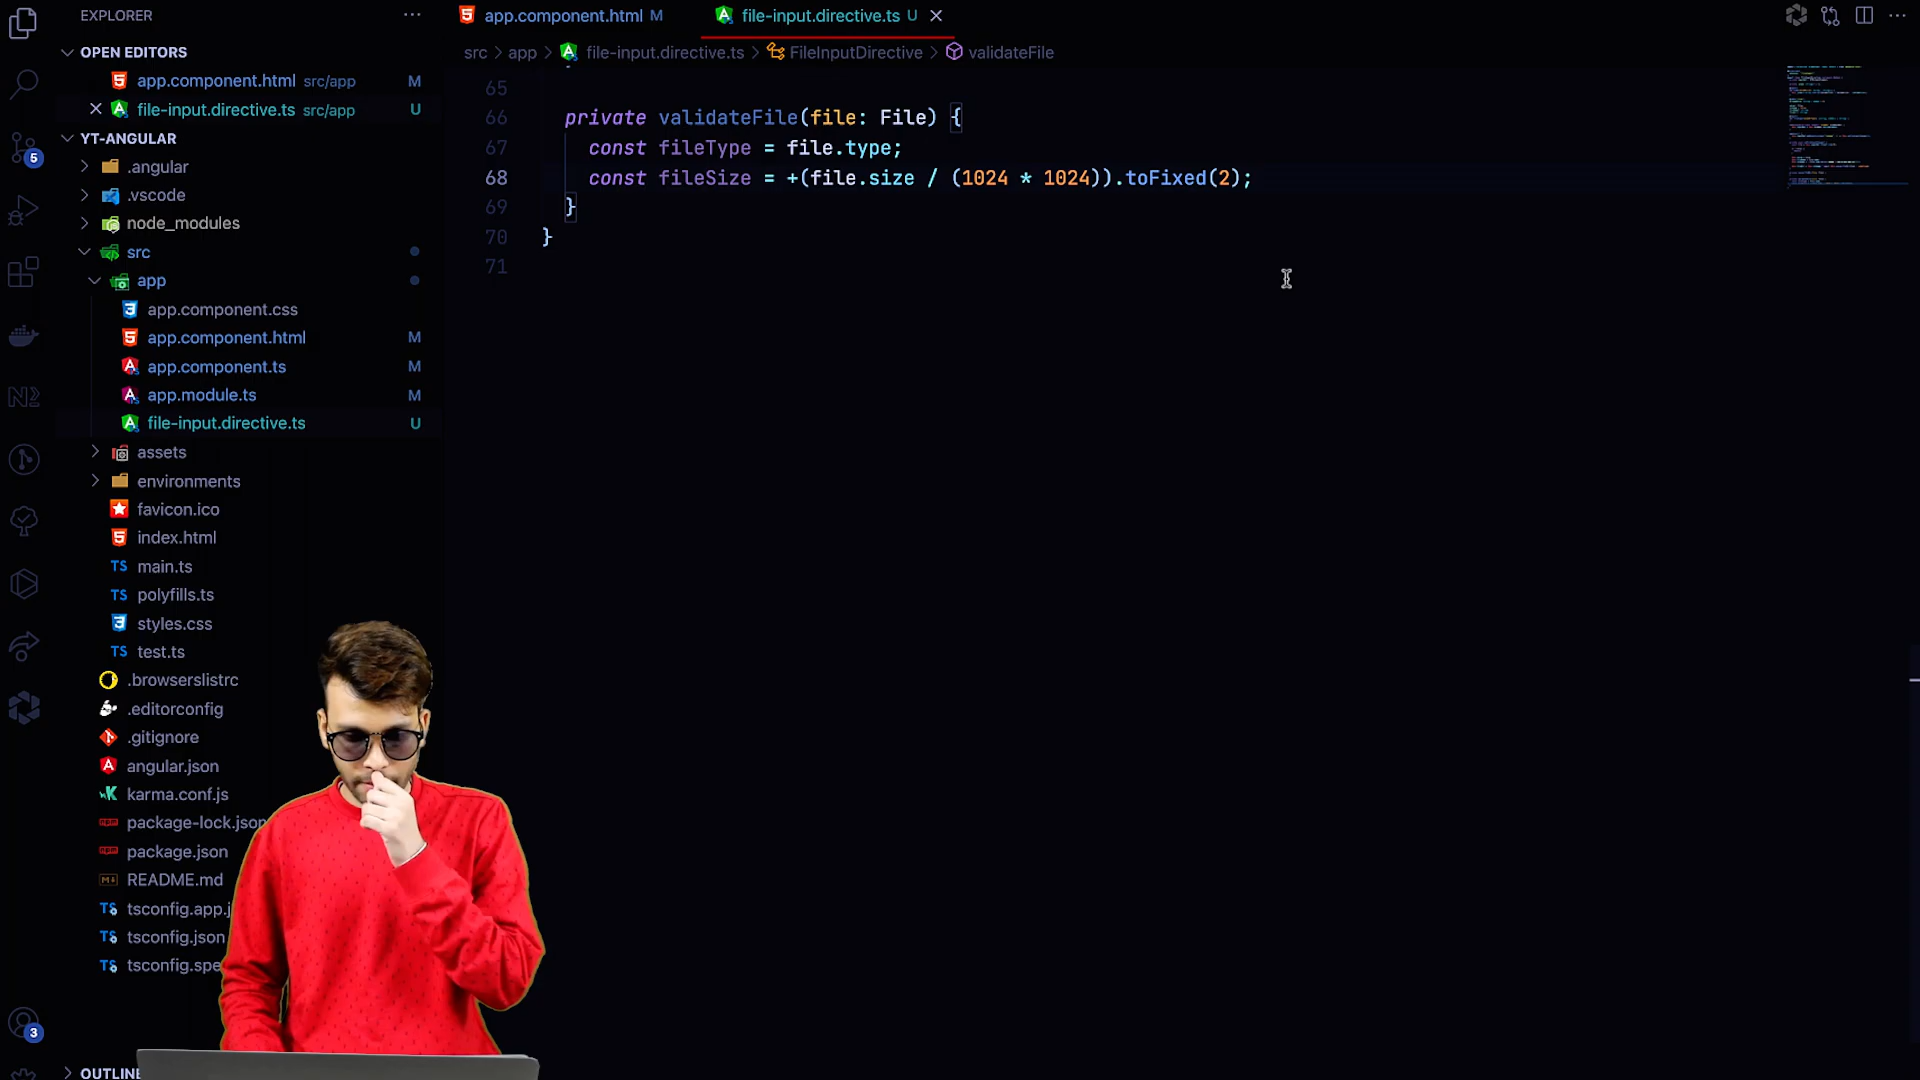 EXPLORER
OPEN EDITORS
app.component.html src/app M
file-input.directive.ts src/app U
YT-ANGULAR
.angular
.vscode
node_modules
src
app
app.component.css
app.component.html M
app.component.ts M
app.module.ts M
file-input.directive.ts U
assets
environments
favicon.ico
index.html
TS main.ts
TS polyfills.ts
styles.css
TS test.ts
.browserslistrc
.editorconfig
.gitignore
angular.json
karma.conf.js
package-lock.json
package.json
README.md
tsconfig.app.j
tsconfig.json
tsconfig.spe
OUTLINE
5
3
app.component.html M
file-input.directive.ts U
src > app > file-input.directive.ts > FileInputDirective > validateFile
65
66 private validateFile(file: File) {
67 const fileType = file.type;
68 const fileSize = +(file.size / (1024 * 1024)).toFixed(2);
69 }
70 }
71